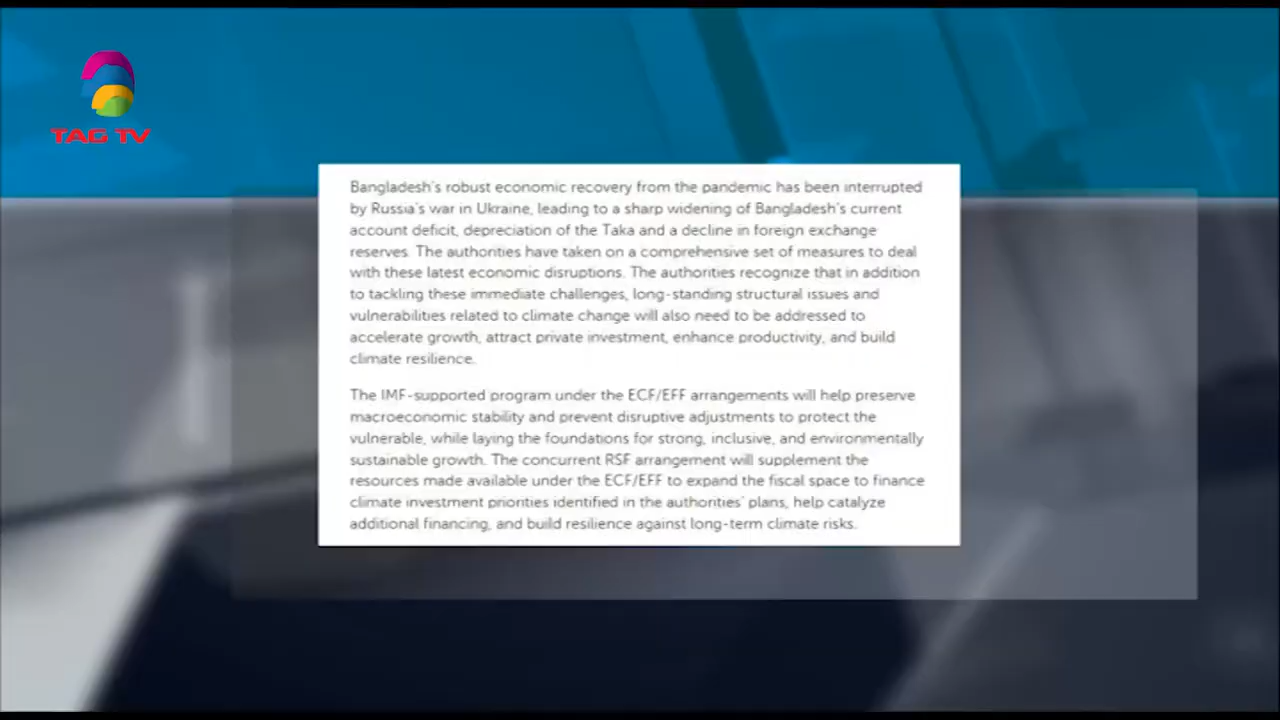 TAG TV
Bangladesh's robust economic recovery from the pandemic has been interrupted
by Russia's war in Ukraine, leading to a sharp widening of Bangladesh's current
account deficit, depreciation of the Taka and a decline in foreign exchange
reserves. The authorities have taken on a comprehensive set of measures to deal
with these latest economic disruptions. The authorities recognize that in addition
to tackling these immediate challenges, long-standing structural issues and
vulnerabilities related to climate change will also need to be addressed to
accelerate growth, attract private investment, enhance productivity, and build
climate resilience.
The IMF-supported program under the ECF/EFF arrangements will help preserve
macroeconomic stability and prevent disruptive adjustments to protect the
vulnerable, while laying the foundations for strong, inclusive, and environmentally
sustainable growth. The concurrent RSF arrangement will supplement the
resources made available under the ECF/EFF to expand the fiscal space to finance
climate investment priorities identified in the authorities' plans, help catalyze
additional financing, and build resilience against long-term climate risks.